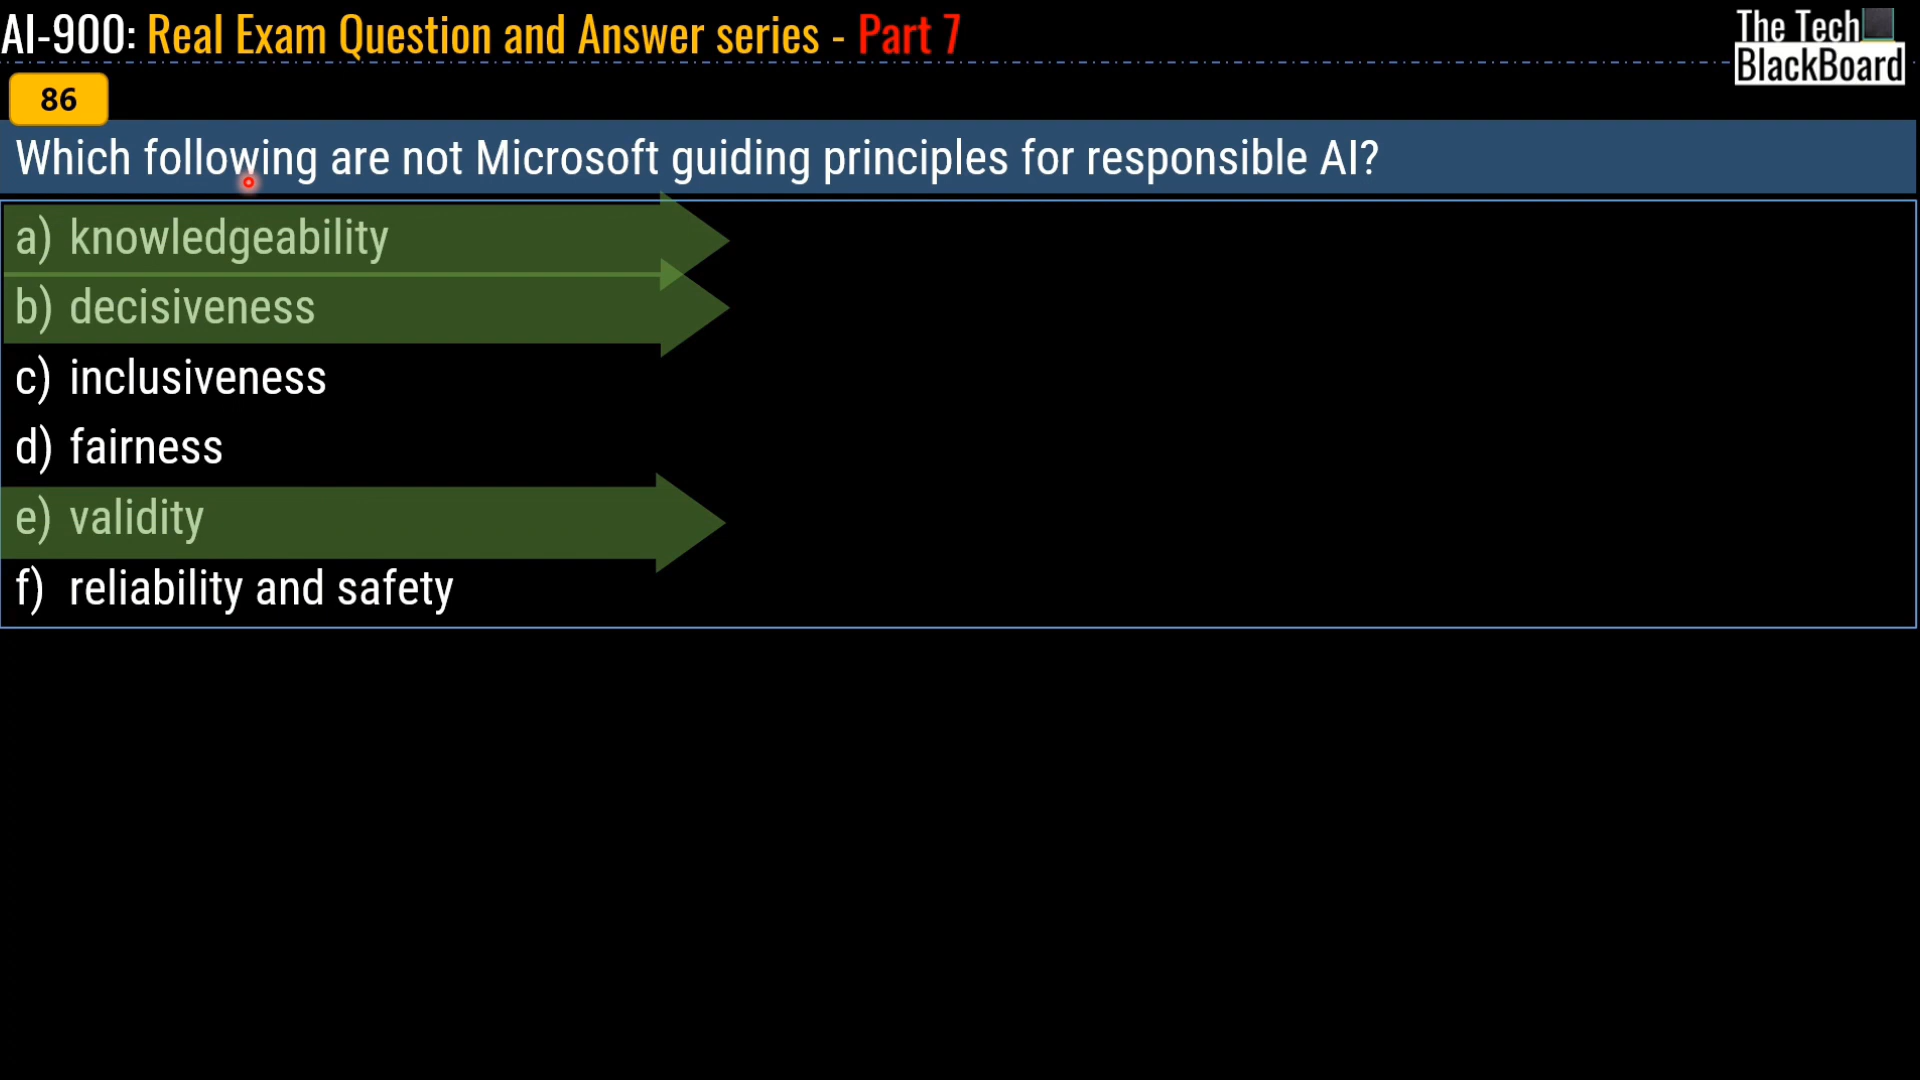 AI-900: Real Exam Question and Answer series - Part 7
The Tech
BlackBoard
86
Which following are not Microsoft guiding principles for responsible AI?
a) knowledgeability
b) decisiveness
c) inclusiveness
d) fairness
e) validity
f) reliability and safety